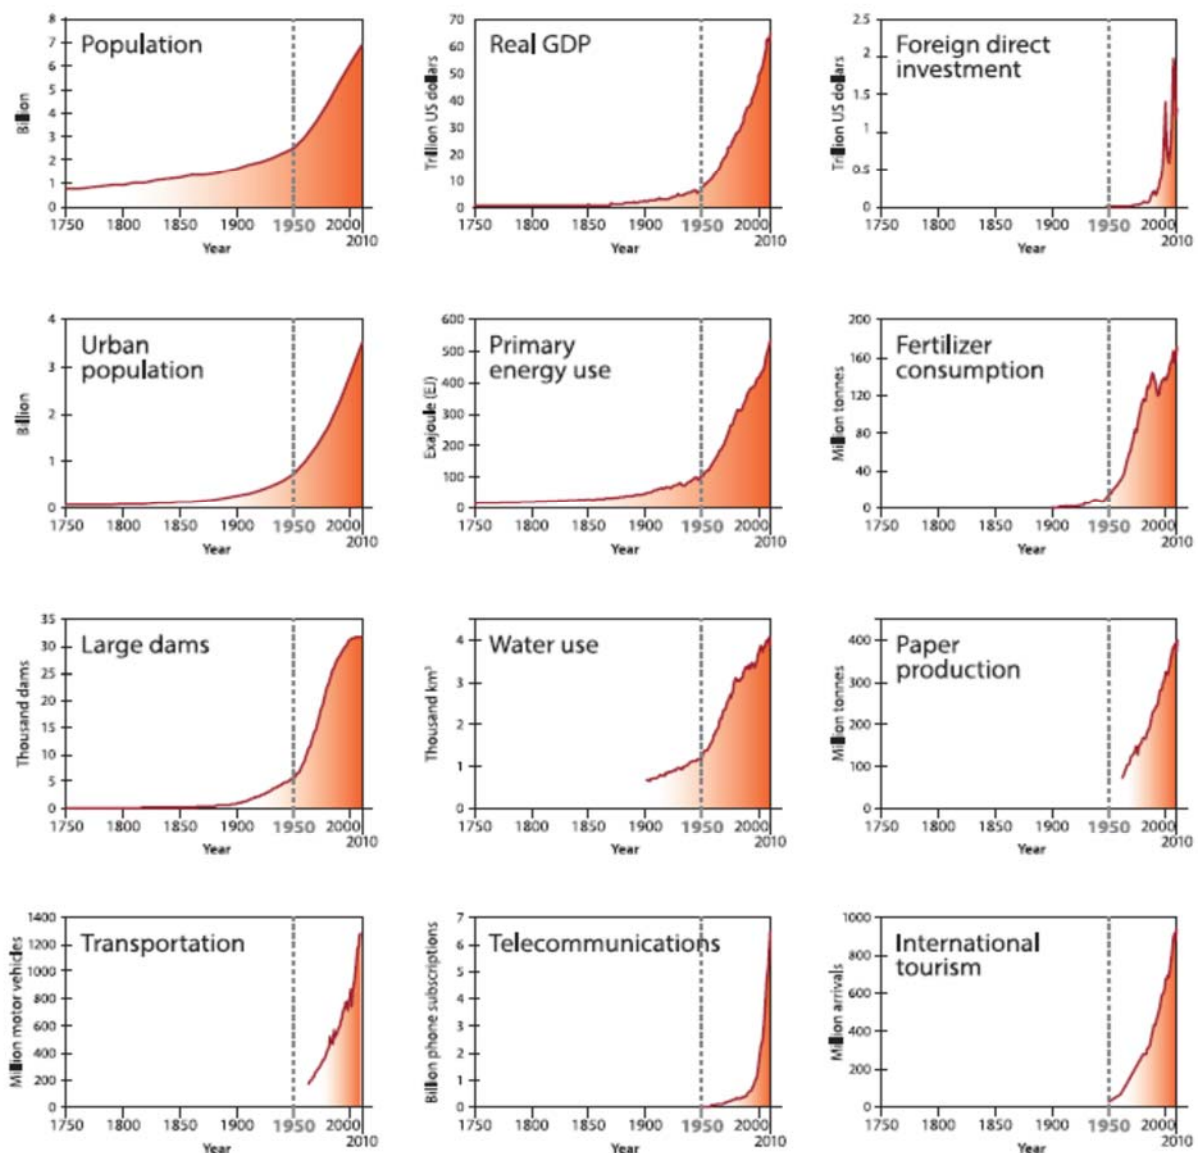 Population
Billion
8
7
6
5
4
3
2
1
0
1750 1800 1850 1900 1950 2000
2010
Year
Real GDP
Trillion US dollars
70
60
50
40
30
20
10
0
1750 1800 1850 1900 1950 2000
2010
Year
Foreign direct
investment
Trillion US dollars
2.5
2
1.5
1
0.5
0
1750 1800 1850 1900 1950 2000
2010
Year
Urban
population
Billion
4
3
2
1
0
1750 1800 1850 1900 1950 2000
2010
Year
Primary
energy use
Exajoule (EJ)
600
500
400
300
200
100
0
1750 1800 1850 1900 1950 2000
2010
Year
Fertilizer
consumption
Million tonnes
200
160
120
80
40
0
1750 1800 1850 1900 1950 2000
2010
Year
Large dams
Thousand dams
35
30
25
20
15
10
5
0
1750 1800 1850 1900 1950 2000
2010
Year
Water use
Thousand km³
4
3
2
1
0
1750 1800 1850 1900 1950 2000
2010
Year
Paper
production
Million tonnes
400
300
200
100
0
1750 1800 1850 1900 1950 2000
2010
Year
Transportation
Million motor vehicles
1400
1200
1000
800
600
400
200
0
1750 1800 1850 1900 1950 2000
2010
Year
Telecommunications
Billion phone subscriptions
7
6
5
4
3
2
1
0
1750 1800 1850 1900 1950 2000
2010
Year
International
tourism
Million arrivals
1000
800
600
400
200
0
1750 1800 1850 1900 1950 2000
2010
Year